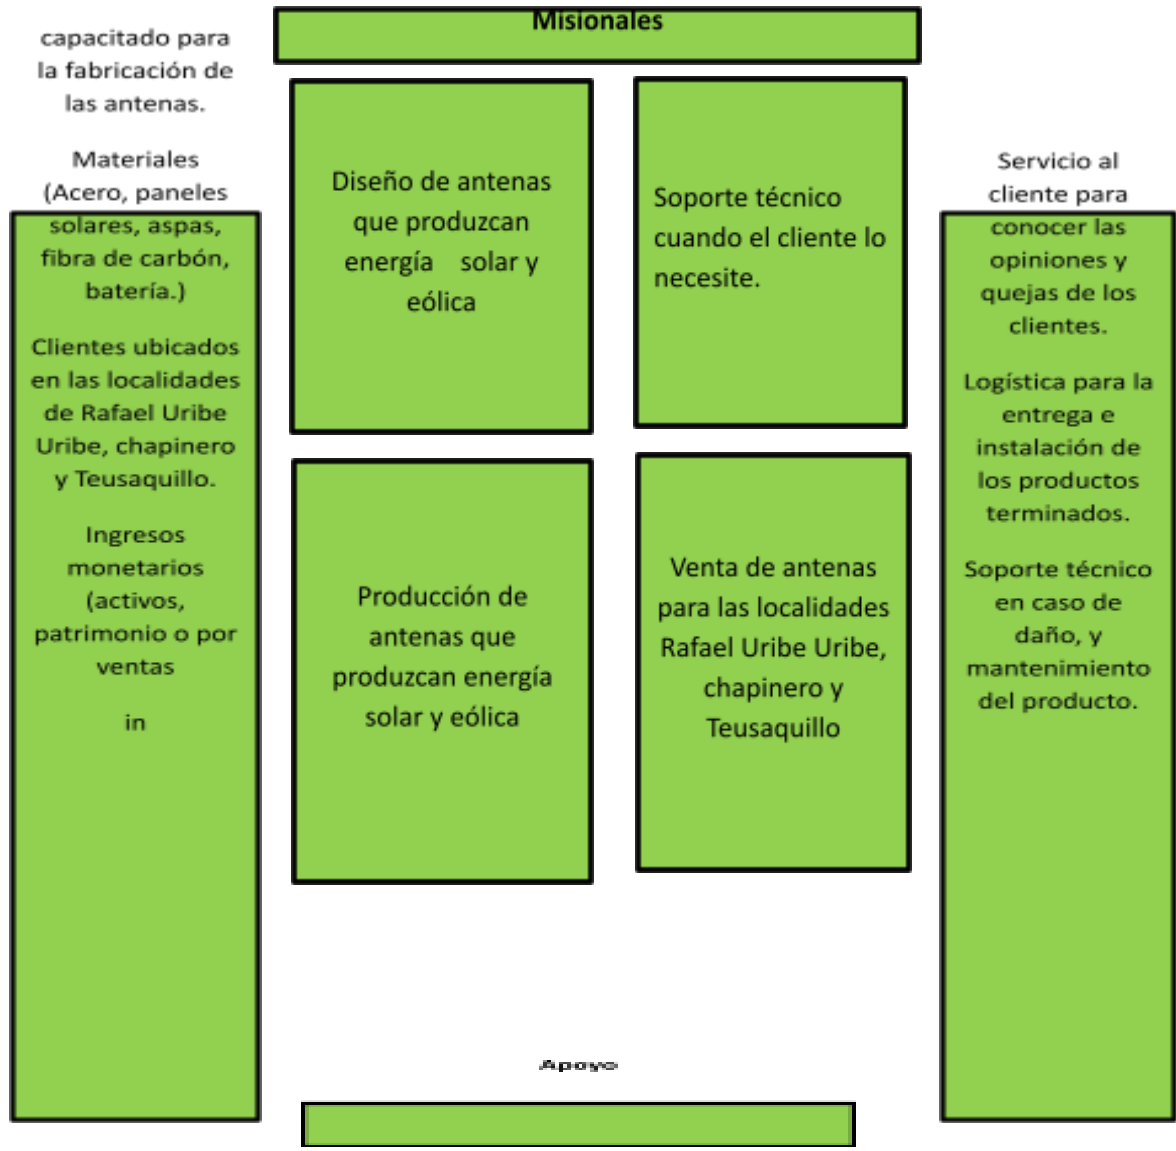 capacitado para
la fabricación de
las antenas.
Materiales
(Acero, paneles
solares, aspas,
fibra de carbón,
batería.)
Clientes ubicados
en las localidades
de Rafael Uribe
Uribe, chapinero
y Teusaquillo.
Ingresos
monetarios
(activos,
patrimonio o por
ventas
in
Misionales
Diseño de antenas
que produzcan
energía solar y
eólica
Soporte técnico
cuando el cliente lo
necesite.
Producción de
antenas que
produzcan energía
solar y eólica
Venta de antenas
para las localidades
Rafael Uribe Uribe,
chapinero y
Teusaquillo
Apoyo
Servicio al
cliente para
conocer las
opiniones y
quejas de los
clientes.
Logística para la
entrega e
instalación de
los productos
terminados.
Soporte técnico
en caso de
daño, y
mantenimiento
del producto.